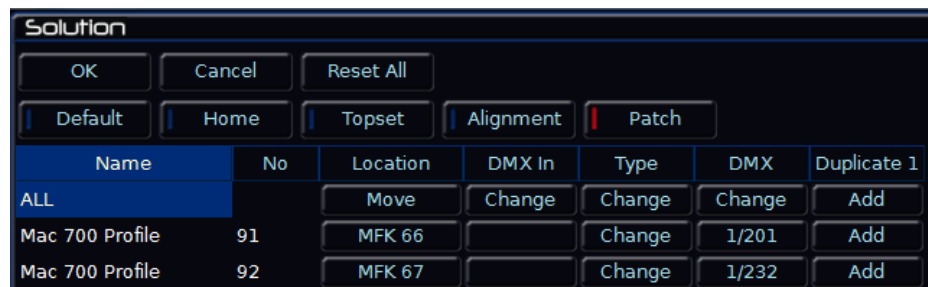 Solution
OK Cancel Reset All
Default Home Topset Alignment Patch
Name No Location DMX In Type DMX Duplicate 1
ALL Move Change Change Change Add
Mac 700 Profile 91 MFK 66 Change 1/201 Add
Mac 700 Profile 92 MFK 67 Change 1/232 Add